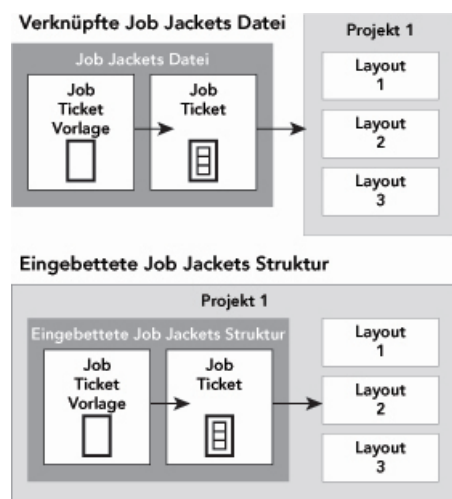 Verknüpfte Job Jackets Datei
Job Jackets Datei
Job
Ticket
Vorlage
Job
Ticket
Projekt 1
Layout
1
Layout
2
Layout
3
Eingebettete Job Jackets Struktur
Projekt 1
Eingebettete Job Jackets Struktur
Job
Ticket
Vorlage
Job
Ticket
Layout
1
Layout
2
Layout
3